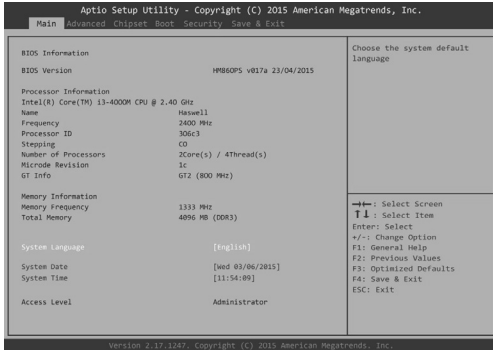 Aptio Setup Utility - Copyright (C) 2015 American Megatrends, Inc.
Main Advanced Chipset Boot Security Save & Exit
BIOS Information
BIOS Version HM860PS v017a 23/04/2015
Processor Information
Intel(R) Core(TM) i3-4000M CPU @ 2.40 GHz
Name Haswell
Frequency 2400 MHz
Processor ID 306c3
Stepping C0
Number of Processors 2Core(s) / 4Thread(s)
Microde Revision 1c
GT Info GT2 (800 MHz)
Memory Information
Memory Frequency 1333 MHz
Total Memory 4096 MB (DDR3)
System Language [English]
System Date [Wed 03/06/2015]
System Time [11:54:09]
Access Level Administrator
Choose the system default
language
→←: Select Screen
↑↓: Select Item
Enter: Select
+/-: Change Option
F1: General Help
F2: Previous Values
F3: Optimized Defaults
F4: Save & Exit
ESC: Exit
Version 2.17.1247. Copyright (C) 2015 American Megatrends, Inc.